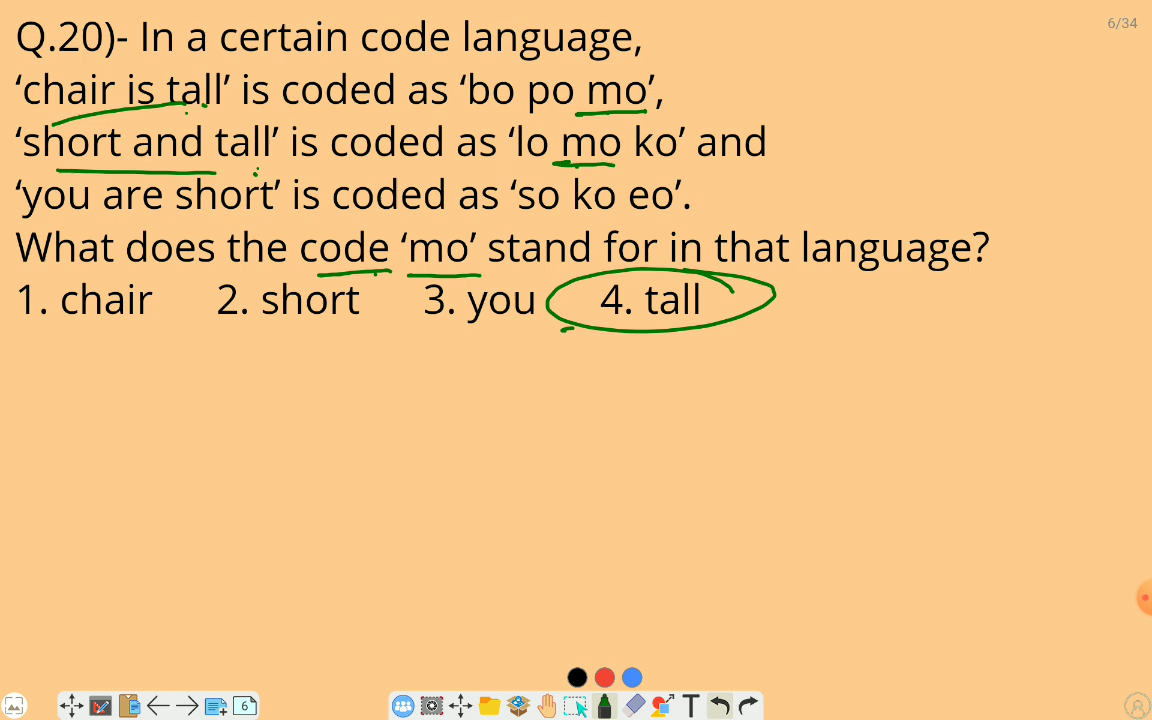 6/34
Q.20)- In a certain code language,
‘chair is tall’ is coded as ‘bo po mo’,
‘short and tall’ is coded as ‘lo mo ko’ and
‘you are short’ is coded as ‘so ko eo’.
What does the code ‘mo’ stand for in that language?
1. chair 2. short 3. you 4. tall
6 T